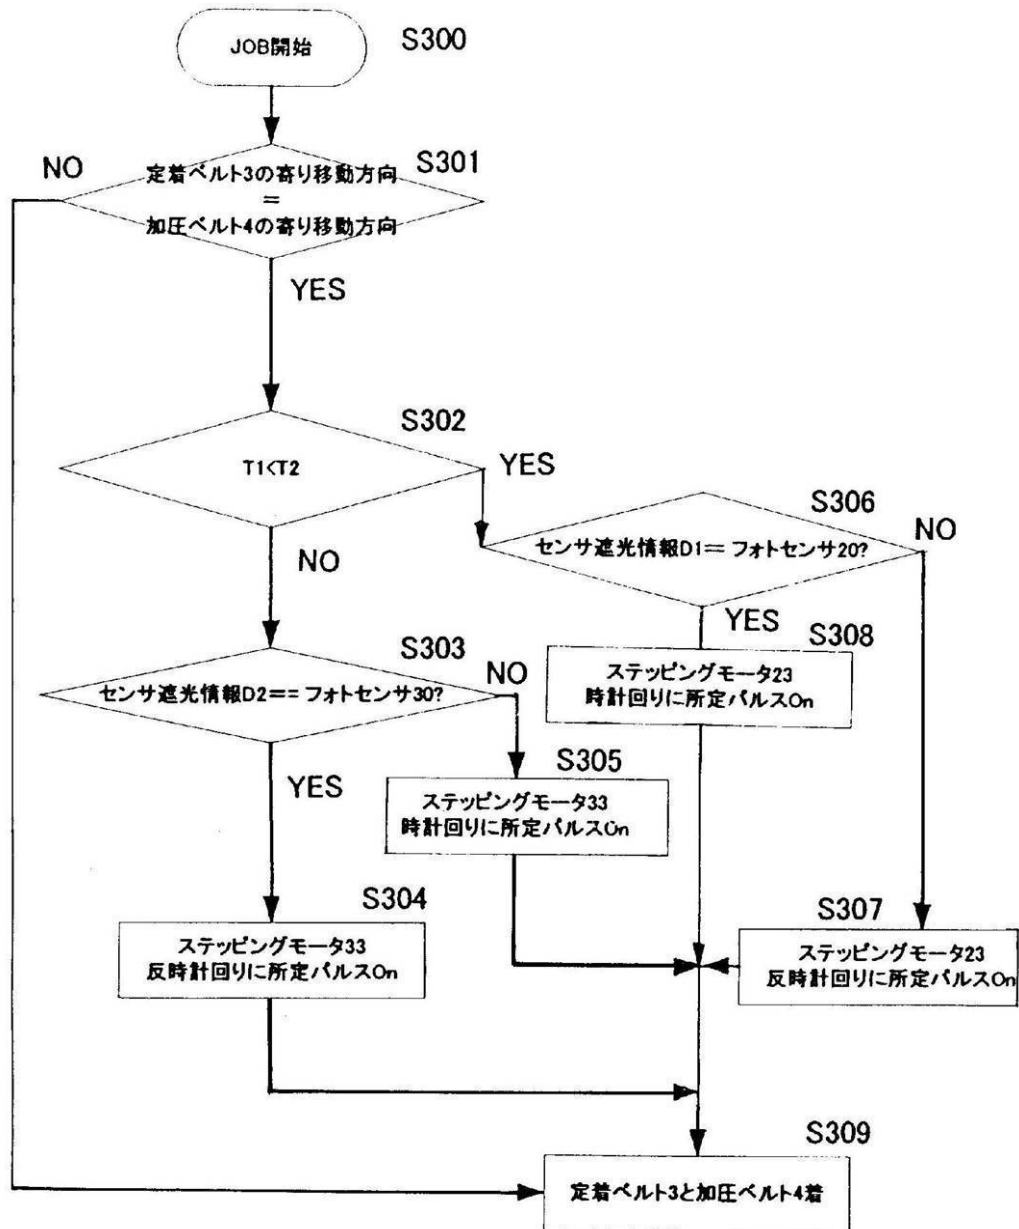 JOB開始
S300
NO
S301
定着ベルト3の寄り移動方向
=
加圧ベルト4の寄り移動方向
YES
S302
T1<T2
YES
S306
NO
センサ遮光情報D1== フォトセンサ20?
NO
YES
S308
S303
NO
ステッピングモータ23
時計回りに所定パルスOn
センサ遮光情報D2== フォトセンサ30?
S305
YES
ステッピングモータ33
時計回りに所定パルスOn
S304
S307
ステッピングモータ33
反時計回りに所定パルスOn
ステッピングモータ23
反時計回りに所定パルスOn
S309
定着ベルト3と加圧ベルト4着